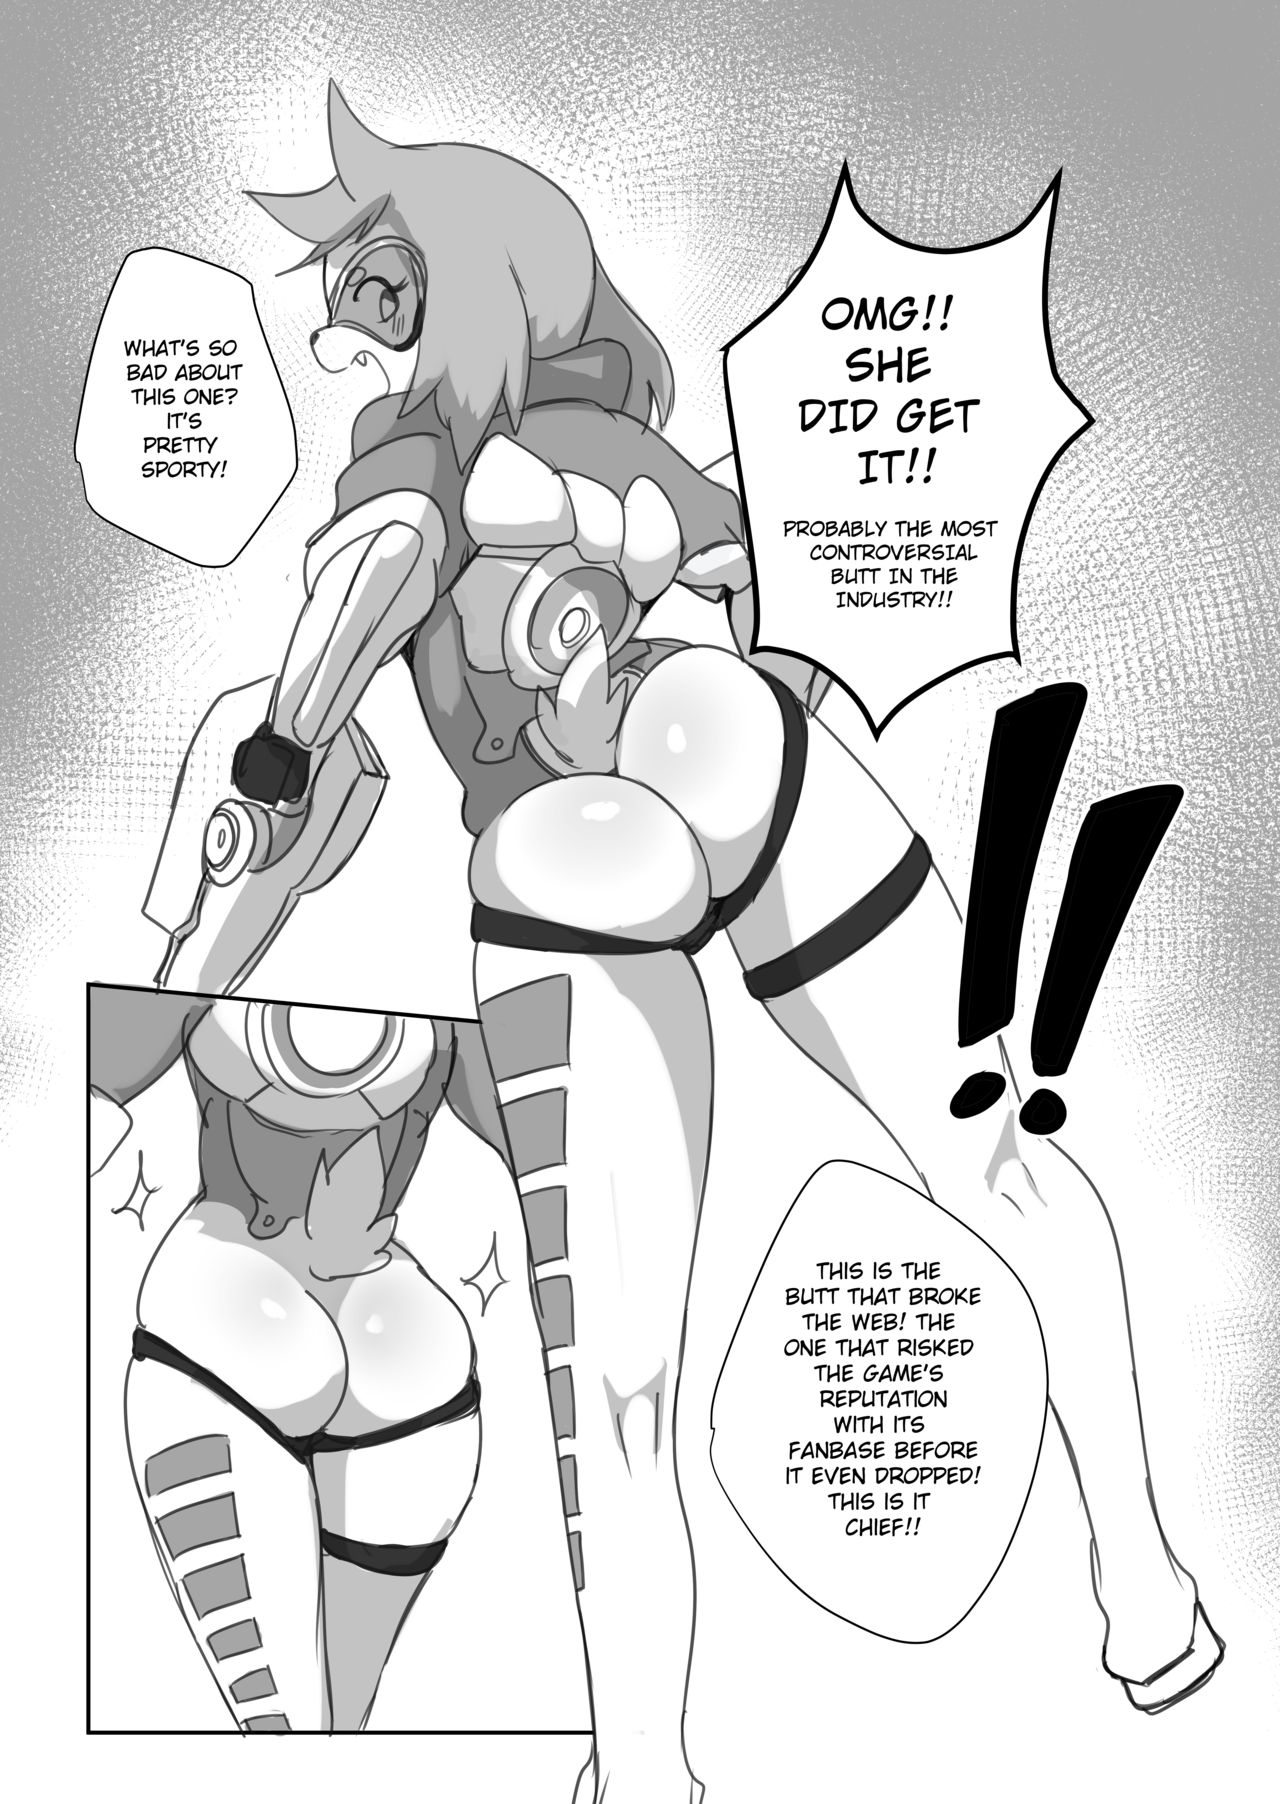 WHAT'S SO
BAD ABOUT
THIS ONE?
IT'S
PRETTY
SPORTY!
OMG!!
SHE
DID GET
IT!!
PROBABLY THE MOST
CONTROVERSIAL
BUTT IN THE
INDUSTRY!!
!!
THIS IS THE
BUTT THAT BROKE
THE WEB! THE
ONE THAT RISKED
THE GAME'S
REPUTATION
WITH ITS
FANBASE BEFORE
IT EVEN DROPPED!
THIS IS IT
CHIEF!!